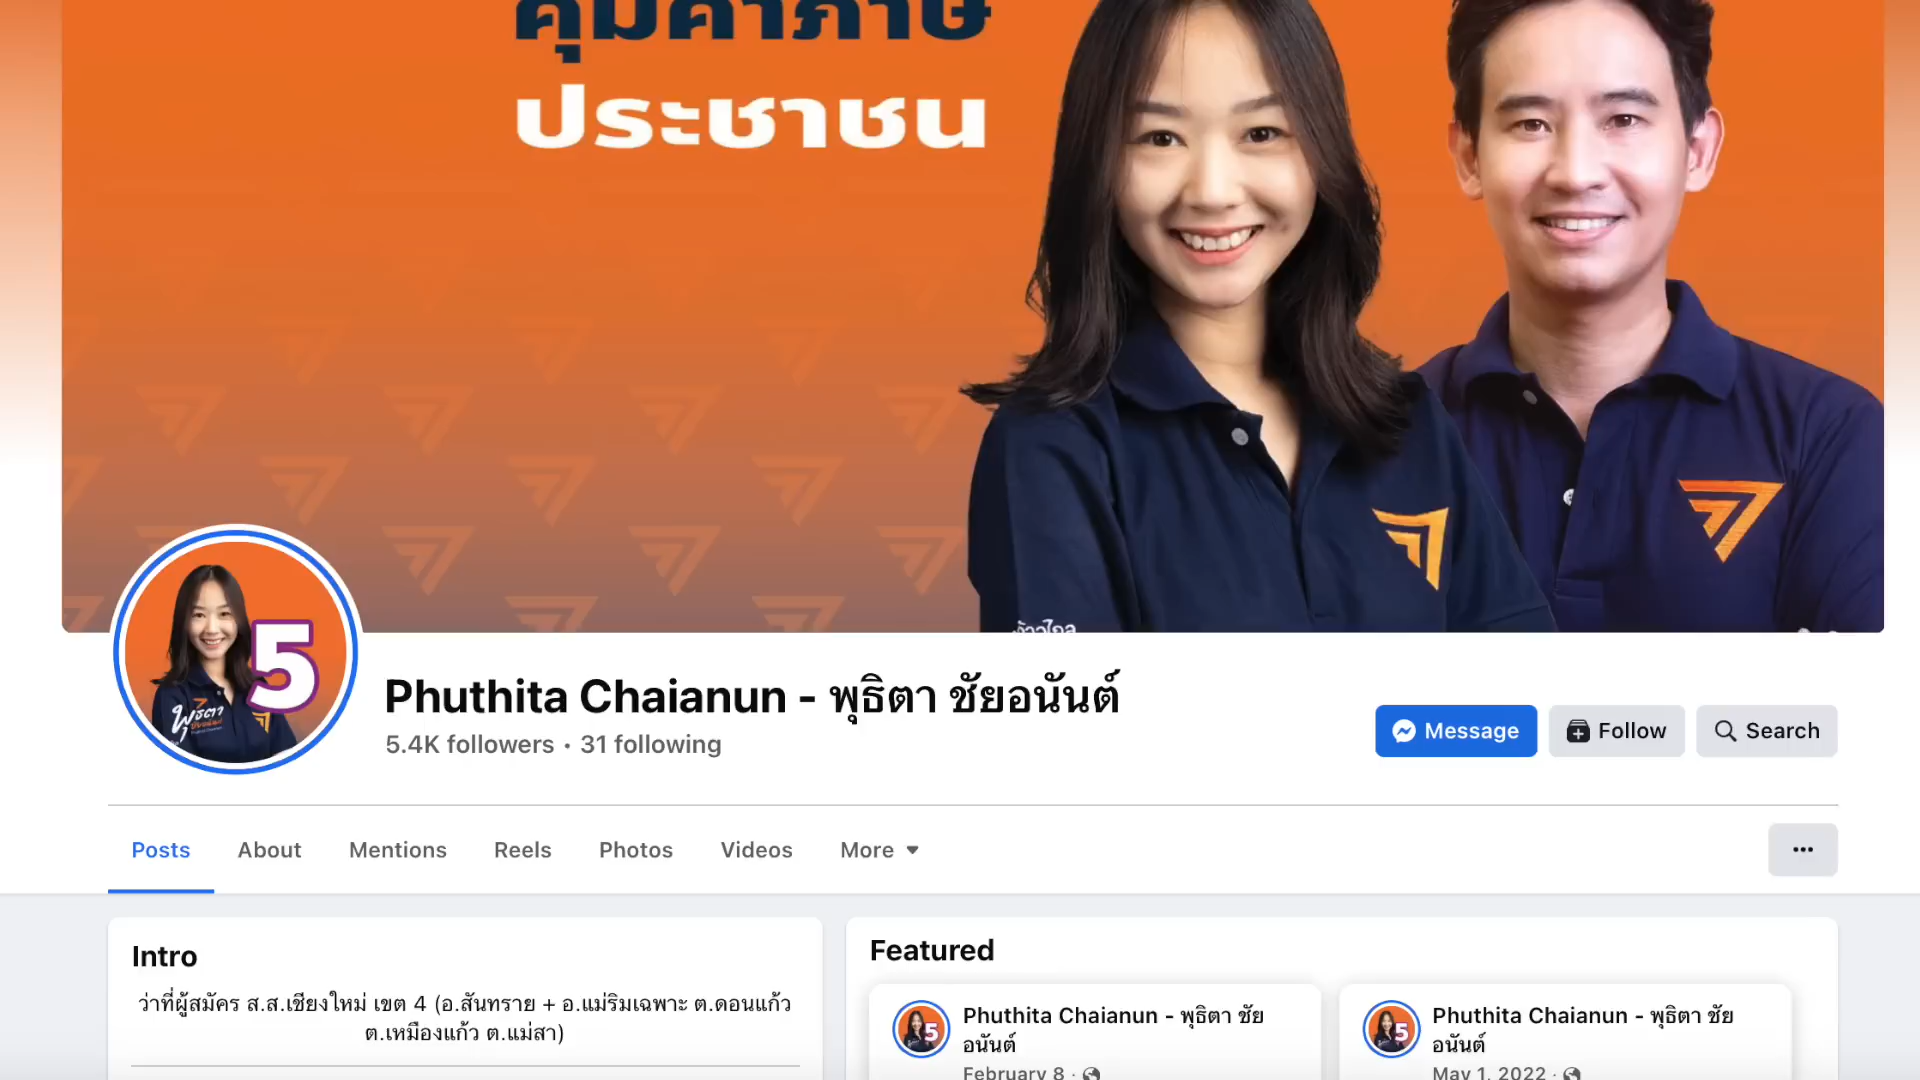 ประชาชน
5
Phuthita Chaianun - พุธิตา ชัยอนันต์
5.4K followers · 31 following
Message
Follow
Search
Posts
About
Mentions
Reels
Photos
Videos
More
Intro
ว่าที่ผู้สมัคร ส.ส.เชียงใหม่ เขต 4 (อ.สันทราย + อ.แม่ริมเฉพาะ ต.ดอนแก้ว
ต.เหมืองแก้ว ต.แม่สา)
Featured
5
Phuthita Chaianun - พุธิตา ชัย
อนันต์
February 8 ·
5
Phuthita Chaianun - พุธิตา ชัย
อนันต์
May 1, 2022 ·